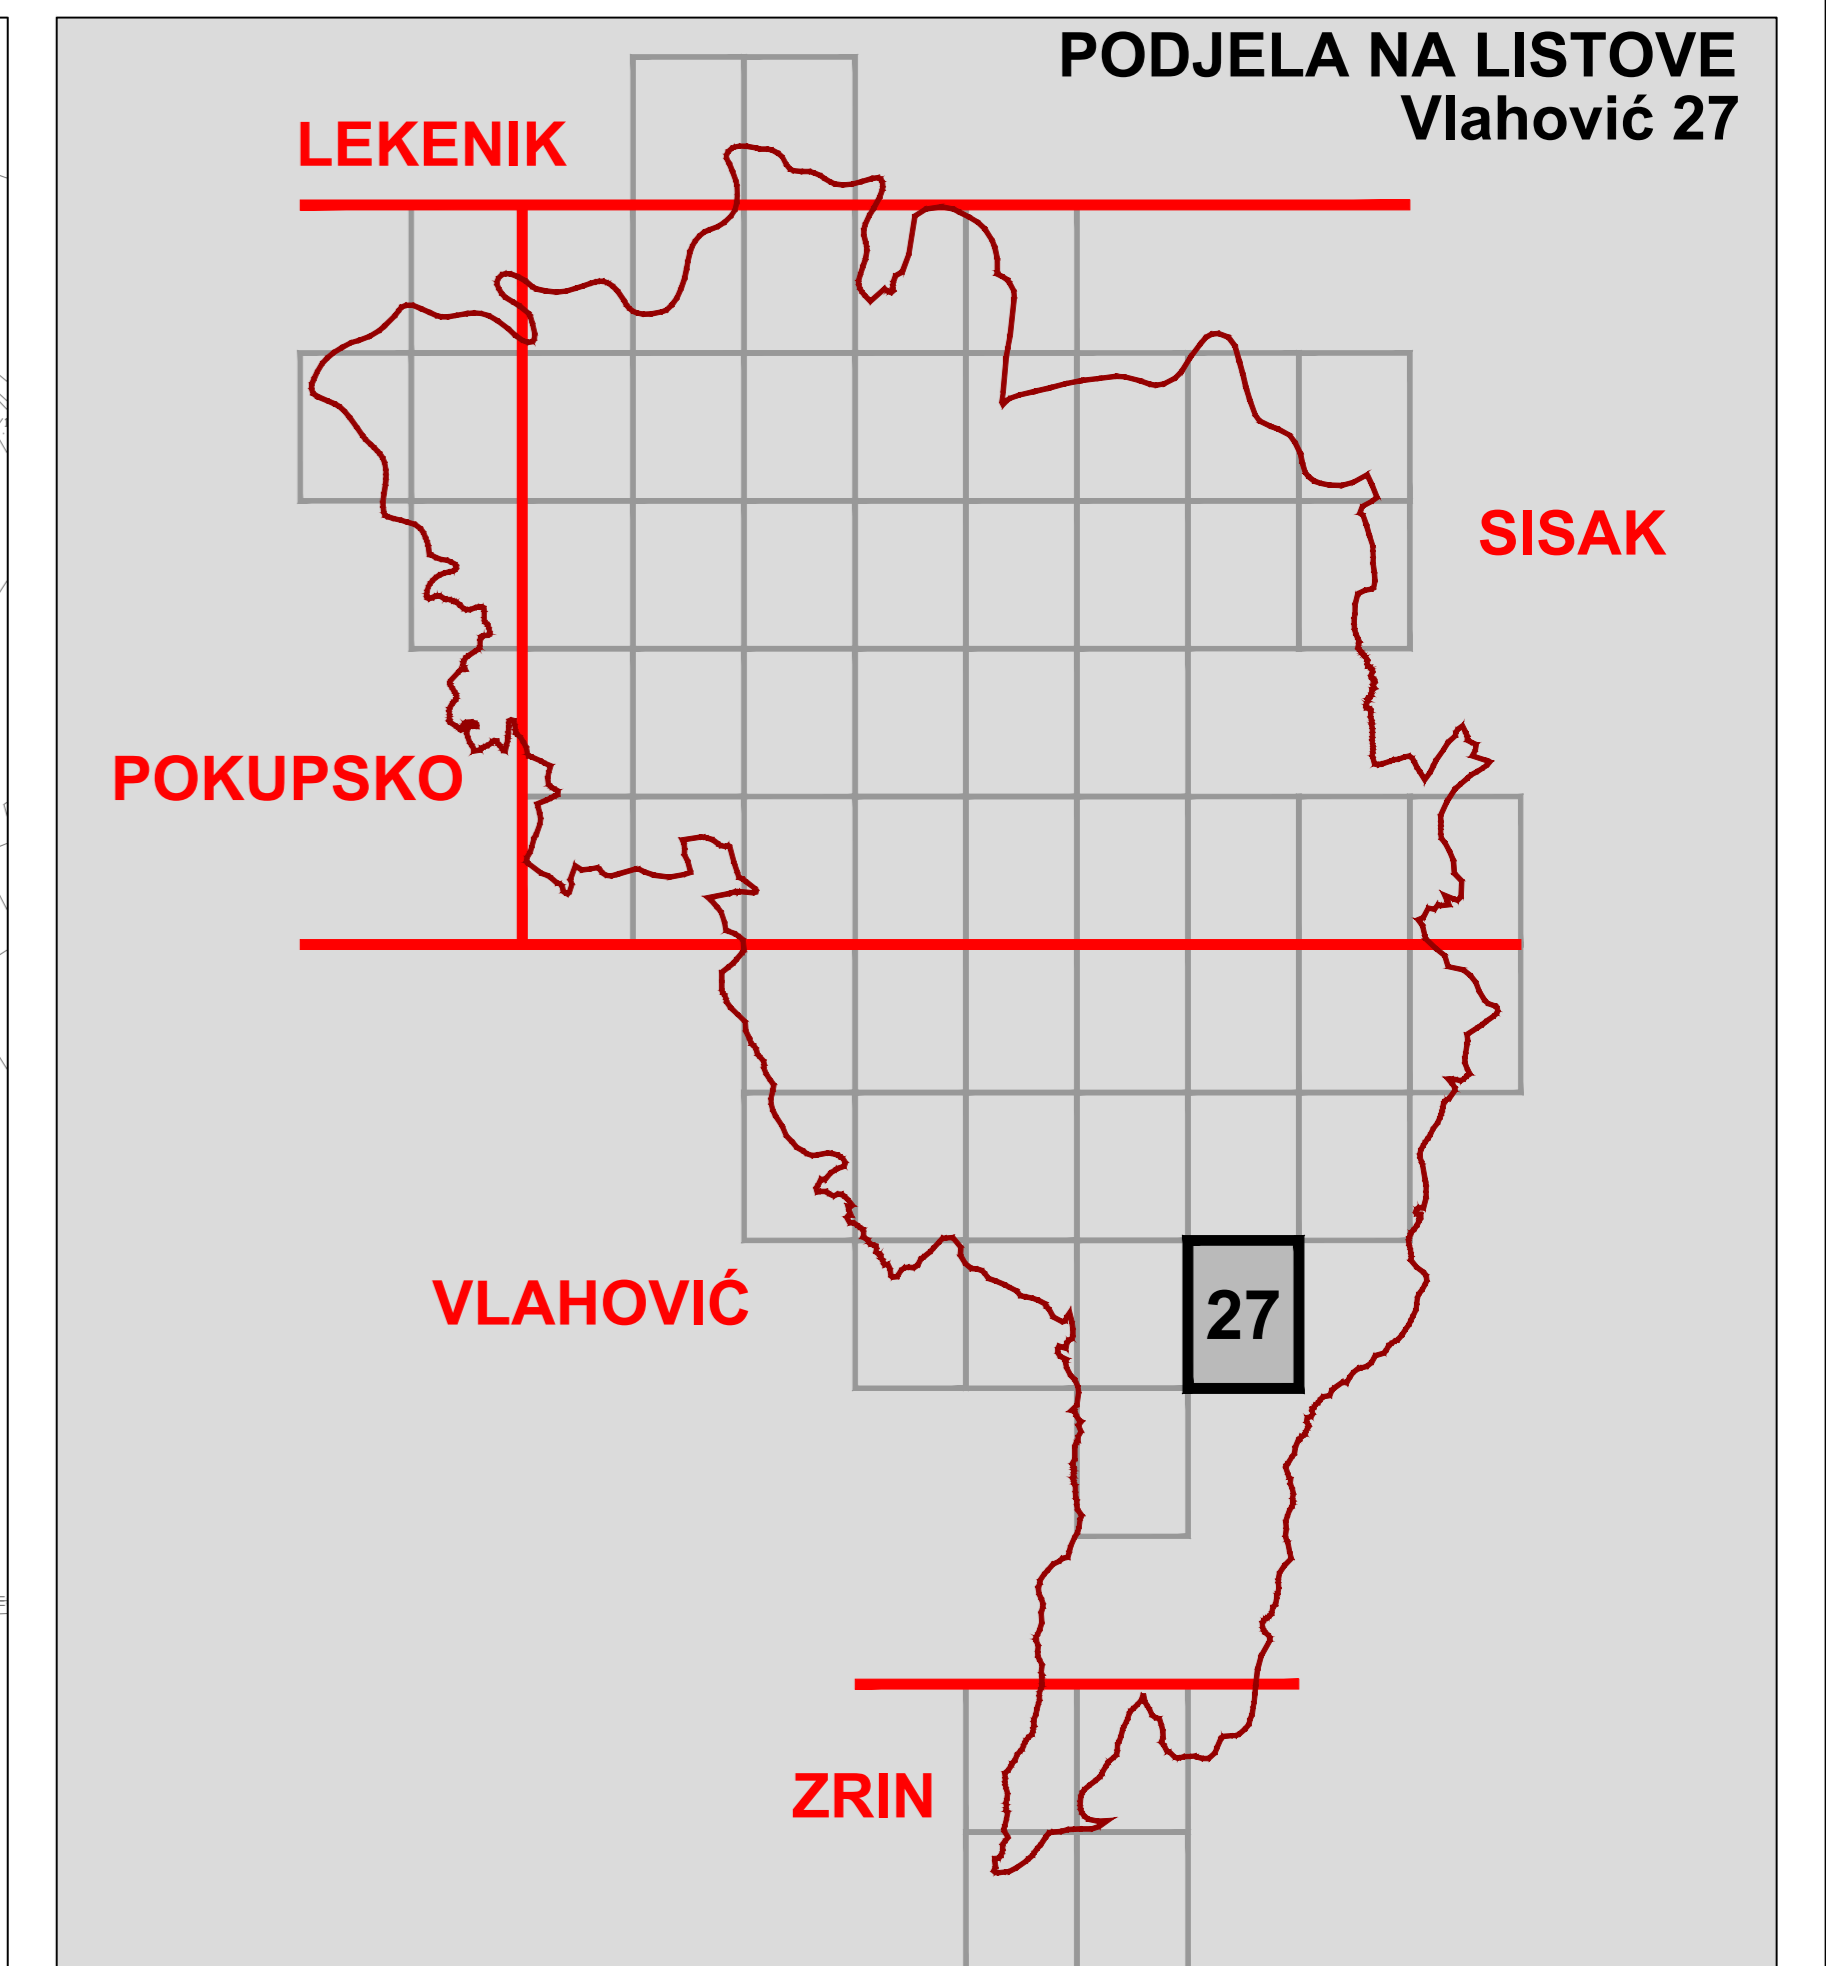 PODJELA NA LISTOVE
Vlahović 27
LEKENIK
SISAK
POKUPSKO
VLAHOVIĆ
27
ZRIN